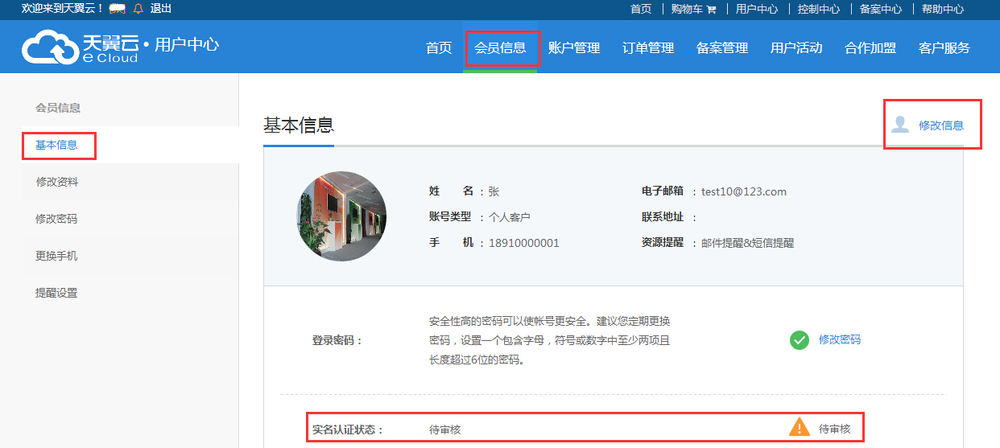 欢迎来到天翼云！ 退出
首页 购物车 用户中心 控制中心 备案中心 帮助中心
天翼云 · 用户中心
e Cloud
首页 会员信息 账户管理 订单管理 备案管理 用户活动 合作加盟 客户服务
会员信息
基本信息
修改资料
修改密码
更换手机
提醒设置
基本信息
修改信息
姓 名 : 张 电子邮箱 : test10@123.com
账号类型 : 个人客户 联系地址 :
手 机 : 18910000001 资源提醒 : 邮件提醒&短信提醒
安全性高的密码可以使帐号更安全。建议您定期更换
登录密码： 密码，设置一个包含字母，符号或数字中至少两项且 修改密码
长度超过6位的密码。
实名认证状态： 待审核 待审核